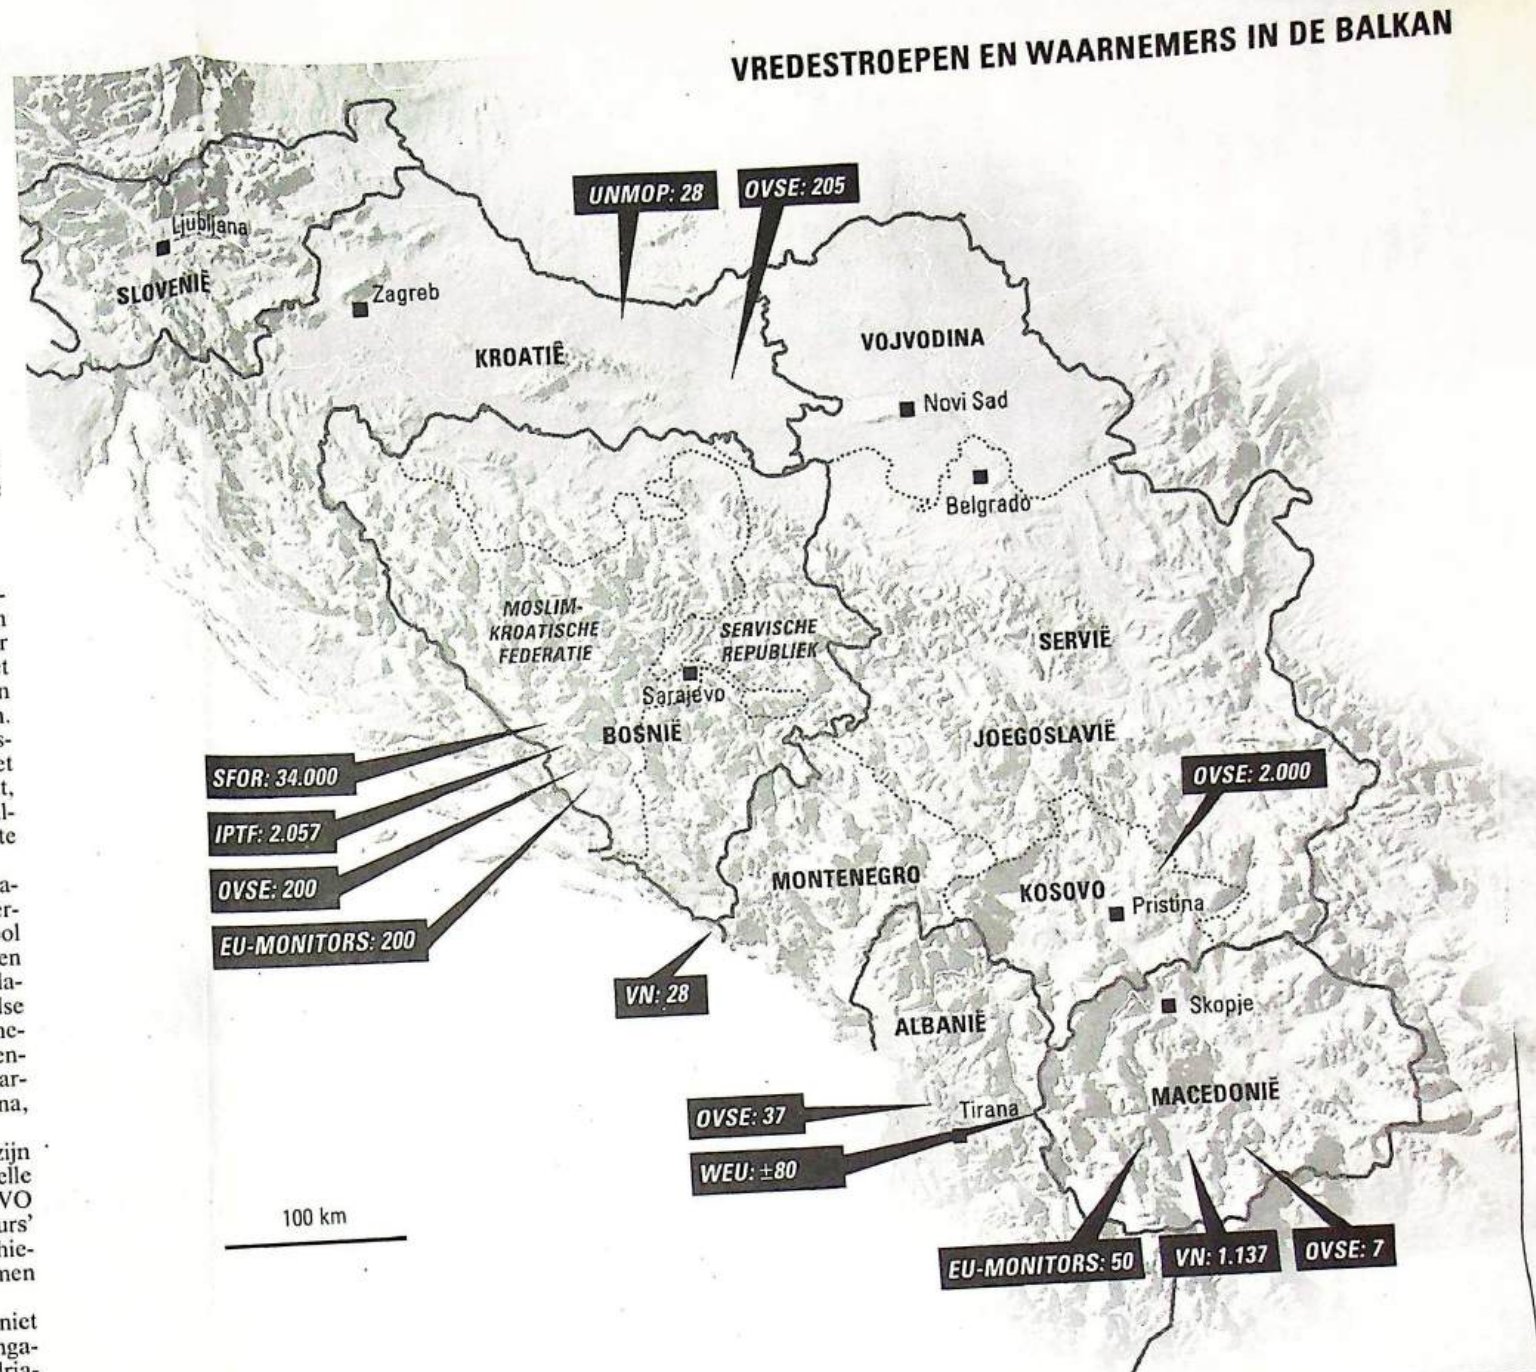 VREDESTROEPEN EN WAARNEMERS IN DE BALKAN
UNMOP: 28
OVSE: 205
Ljubljana
SLOVENIË
Zagreb
KROATIË
VOJVODINA
Novi Sad
Belgrado
MOSLIM-
KROATISCHE
FEDERATIE
SERVISCHE
REPUBLIEK
SERVIË
Sarajevo
BOSNIË
JOEGOSLAVIË
SFOR: 34.000
OVSE: 2.000
IPTF: 2.057
OVSE: 200
MONTENEGRO
KOSOVO
Pristina
EU-MONITORS: 200
VN: 28
Skopje
ALBANIË
MACEDONIË
OVSE: 37
Tirana
WEU: ±80
100 km
EU-MONITORS: 50
VN: 1.137
OVSE: 7